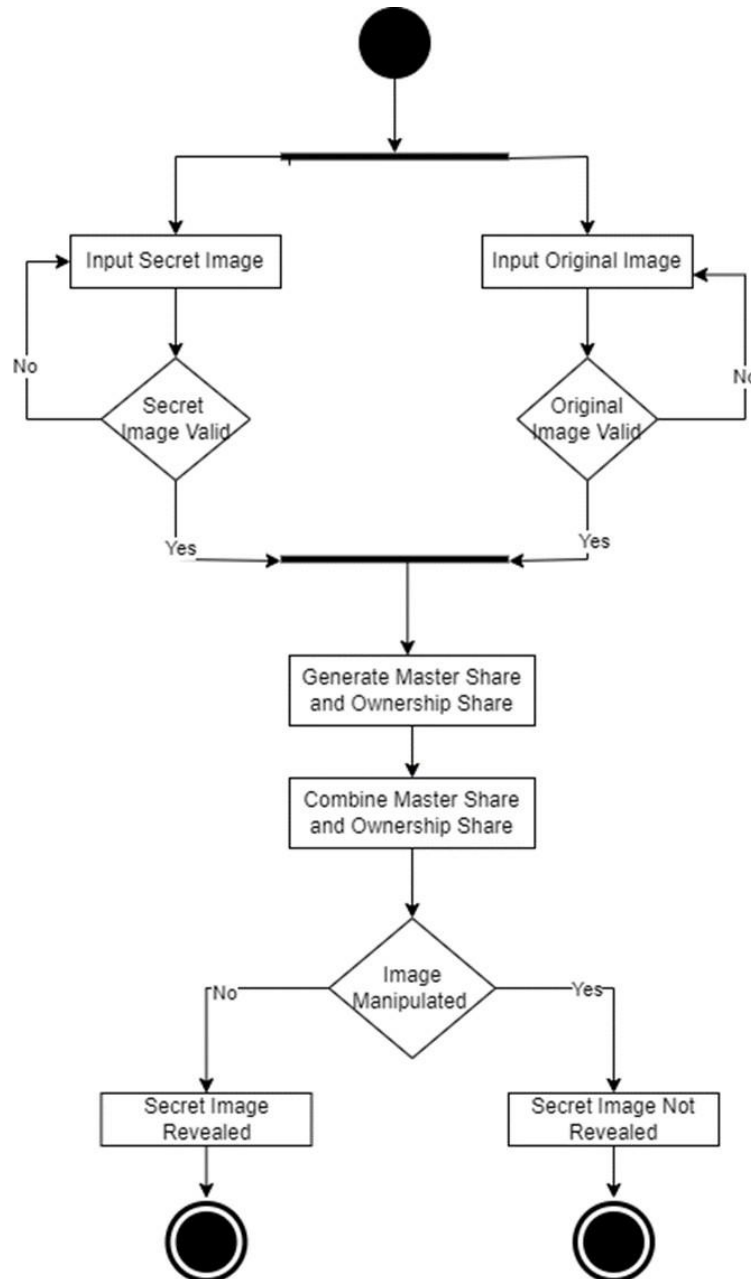 Input Secret Image
Input Original Image
No
No
Secret
Image Valid
Original
Image Valid
Yes
Yes
Generate Master Share
and Ownership Share
Combine Master Share
and Ownership Share
Image
Manipulated
No
Yes
Secret Image
Revealed
Secret Image Not
Revealed